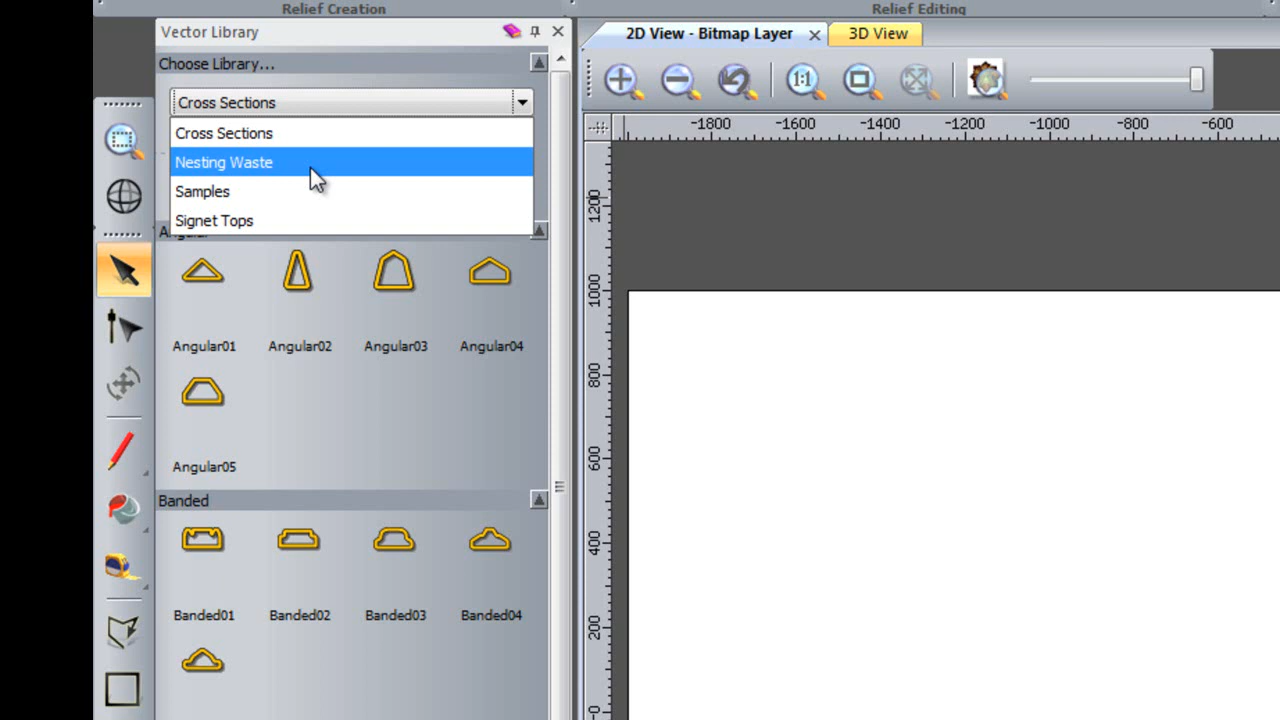 Relief Creation
Relief Editing
Vector Library
2D View - Bitmap Layer
3D View
Choose Library...
Cross Sections
Cross Sections
Nesting Waste
Samples
Signet Tops
1:1
-1800 -1600 -1400 -1200 -1000 -800 -600
1200
1000
800
600
400
200
-0
Angular
Angular01 Angular02 Angular03 Angular04
Angular05
Banded
Banded01 Banded02 Banded03 Banded04